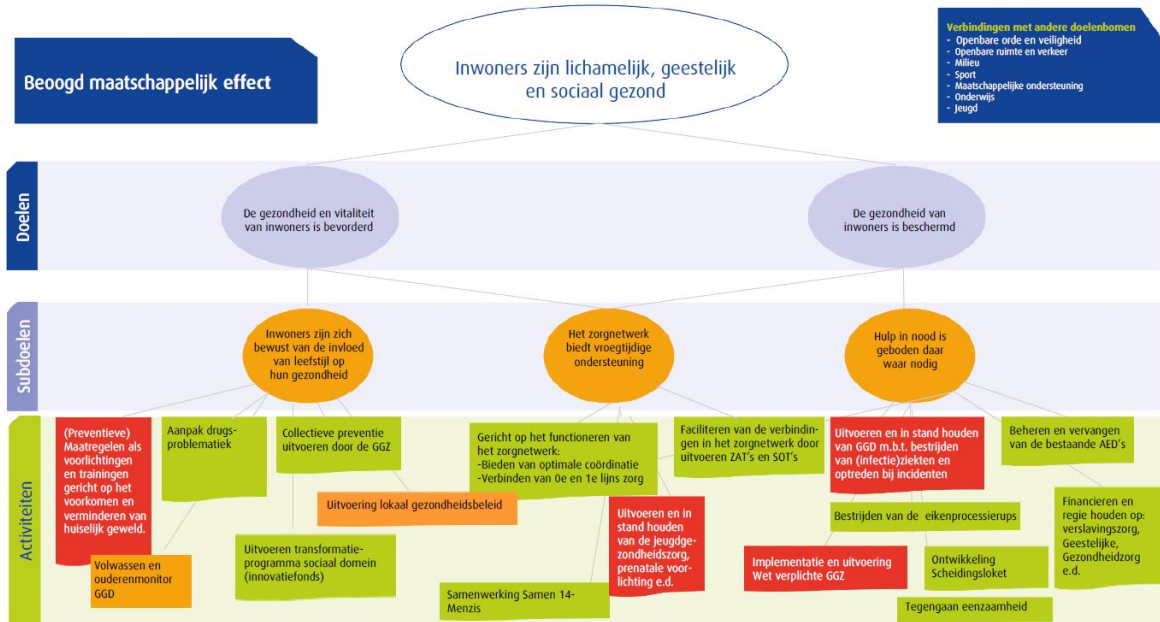 Beoogd maatschappelijk effect
Inwoners zijn lichamelijk, geestelijk
en sociaal gezond
Verbindingen met andere doelenbomen
- Openbare orde en veiligheid
- Openbare ruimte en verkeer
- Milieu
- Sport
- Maatschappelijke ondersteuning
- Onderwijs
- Jeugd
Doelen
De gezondheid en vitaliteit
van inwoners is bevorderd
De gezondheid van
inwoners is beschermd
Subdoelen
Inwoners zijn zich
bewust van de invloed
van leefstijl op
hun gezondheid
Het zorgnetwerk
biedt vroegtijdige
ondersteuning
Hulp in nood is
geboden daar
waar nodig
Activiteiten
(Preventieve)
Maatregelen als
voorlichtingen
en trainingen
gericht op het
voorkomen en
verminderen van
huiselijk geweld.
Aanpak drugs-
problematiek
Collectieve preventie
uitvoeren door de GGZ
Gericht op het functioneren van
het zorgnetwerk:
-Bieden van optimale coördinatie
-Verbinden van 0e en 1e lijns zorg
Faciliteren van de verbindin-
gen in het zorgnetwerk door
uitvoeren ZAT's en SOT's
Uitvoeren en in stand houden
van GGD m.b.t. bestrijden
van (infectie)ziekten en
optreden bij incidenten
Beheren en vervangen
van de bestaande AED's
Uitvoering lokaal gezondheidsbeleid
Uitvoeren en in
stand houden
van de jeugdge-
zondheidszorg,
prenatale voor-
lichting e.d.
Bestrijden van de eikenprocessierups
Financieren en
regie houden op:
verslavingszorg,
Geestelijke,
Gezondheidzorg
e.d.
Volwassen en
ouderenmonitor
GGD
Uitvoeren transformatie-
programma sociaal domein
(innovatiefonds)
Samenwerking Samen 14-
Menzis
Implementatie en uitvoering
Wet verplichte GGZ
Ontwikkeling
Scheidingsloket
Tegengaan eenzaamheid